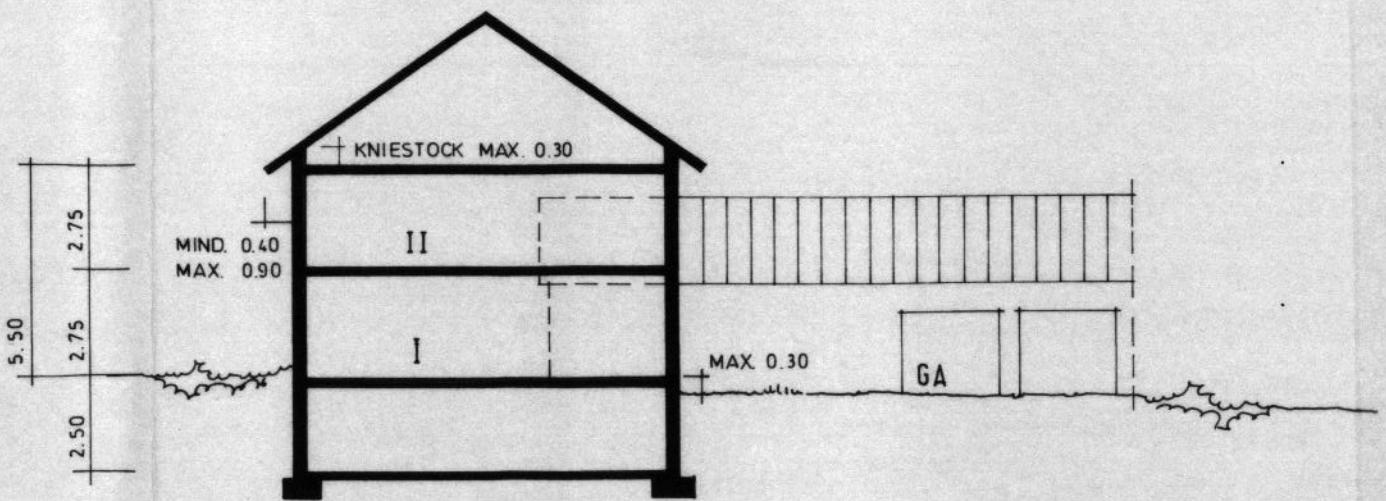 KNIESTOCK MAX. 0.30
2.75
MIND. 0.40
MAX. 0.90
II
5.50
2.75
I
MAX. 0.30
GA
2.50